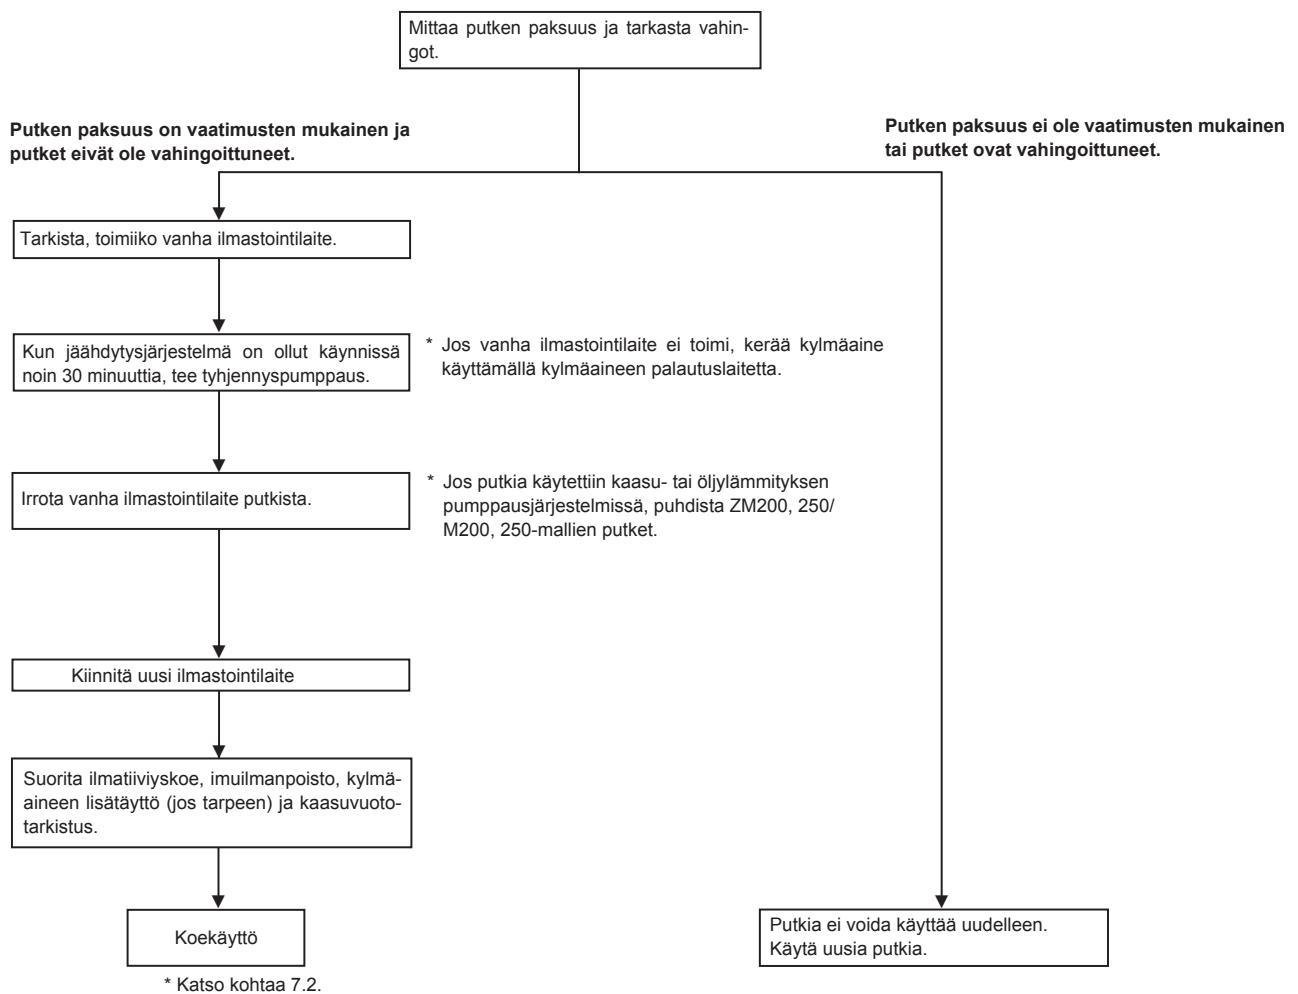 Mittaa putken paksuus ja tarkasta vahin-
got.
Putken paksuus on vaatimusten mukainen ja
putket eivät ole vahingoittuneet.
Putken paksuus ei ole vaatimusten mukainen
tai putket ovat vahingoittuneet.
Tarkista, toimiiko vanha ilmastointilaite.
Kun jäähdytysjärjestelmä on ollut käynnissä
noin 30 minuuttia, tee tyhjennyspumppaus.
* Jos vanha ilmastointilaite ei toimi, kerää kylmäaine
käyttämällä kylmäaineen palautuslaitetta.
Irrota vanha ilmastointilaite putkista.
* Jos putkia käytettiin kaasu- tai öljylämmityksen
pumppausjärjestelmissä, puhdista ZM200, 250/
M200, 250-mallien putket.
Kiinnitä uusi ilmastointilaite
Suorita ilmatiiviyskoe, imuilmanpoisto, kylmä-
aineen lisätäyttö (jos tarpeen) ja kaasuvuoto-
tarkistus.
Koekäyttö
* Katso kohtaa 7.2.
Putkia ei voida käyttää uudelleen.
Käytä uusia putkia.